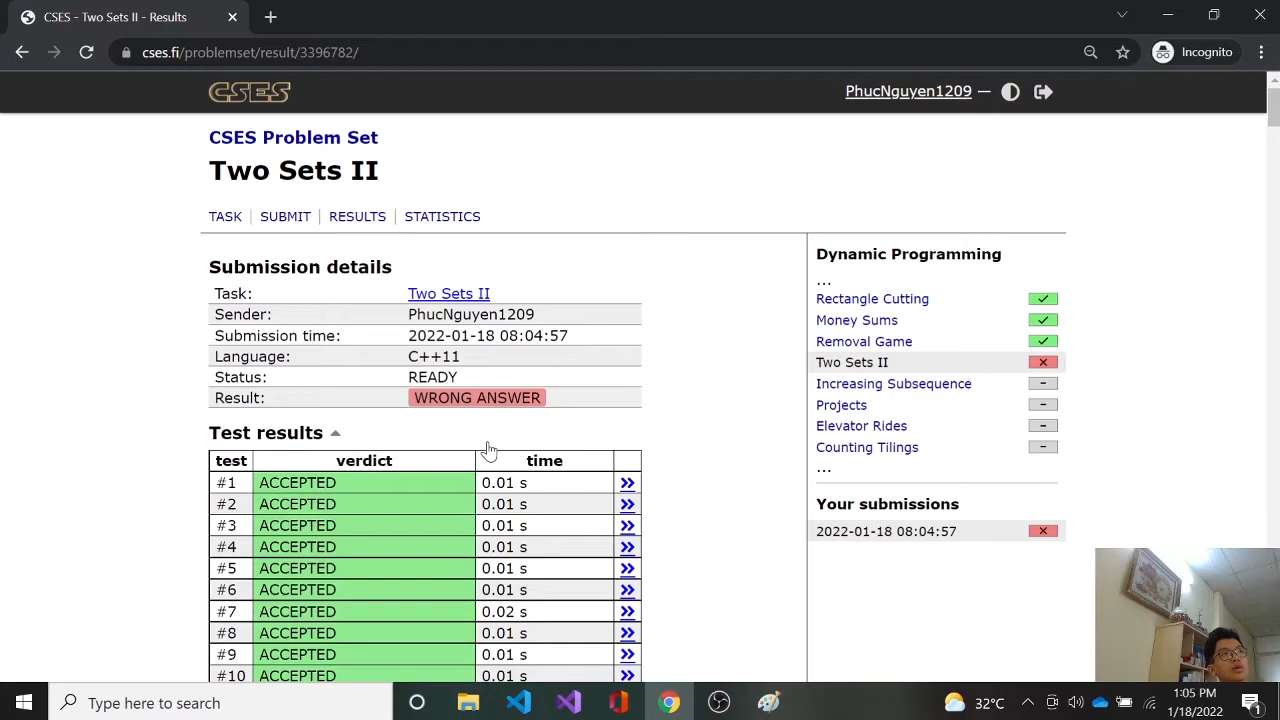 CSES - Two Sets II - Results
cses.fi/problemset/result/3396782/
Incognito
CSES
PhucNguyen1209 —
CSES Problem Set
Two Sets II
TASK | SUBMIT | RESULTS | STATISTICS
Submission details
Task: Two Sets II
Sender: PhucNguyen1209
Submission time: 2022-01-18 08:04:57
Language: C++11
Status: READY
Result: WRONG ANSWER
Test results
test verdict time
#1 ACCEPTED 0.01 s »
#2 ACCEPTED 0.01 s »
#3 ACCEPTED 0.01 s »
#4 ACCEPTED 0.01 s »
#5 ACCEPTED 0.01 s »
#6 ACCEPTED 0.01 s »
#7 ACCEPTED 0.02 s »
#8 ACCEPTED 0.01 s »
#9 ACCEPTED 0.01 s »
#10 ACCEPTED 0.01 s »
Dynamic Programming
...
Rectangle Cutting
Money Sums
Removal Game
Two Sets II
Increasing Subsequence
Projects
Elevator Rides
Counting Tilings
...
Your submissions
2022-01-18 08:04:57
Type here to search
32°C
1:05 PM
1/18/2022
1